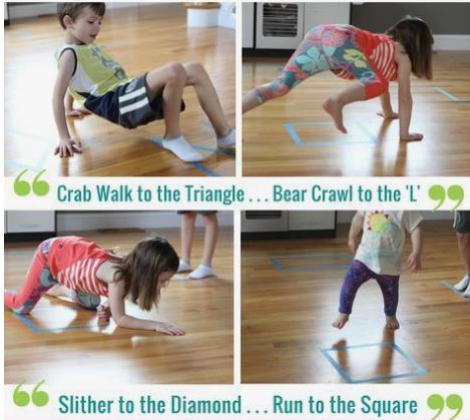 “ Crab Walk to the Triangle ... Bear Crawl to the 'L' ”
“ Slither to the Diamond ... Run to the Square ”